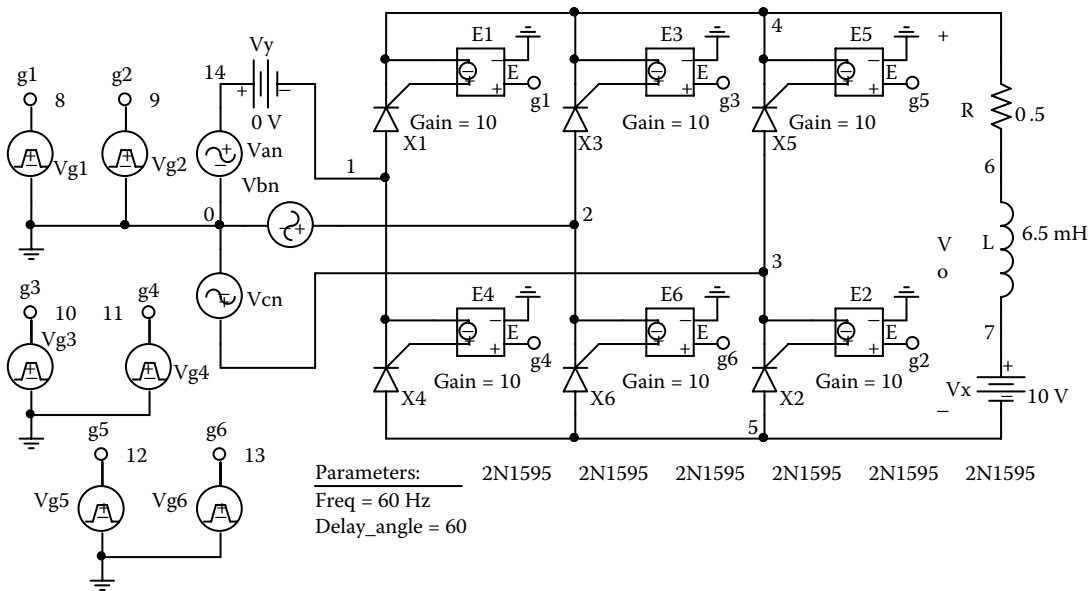 4
E1 E3 E5 +
Vy
g1 g2 14
8 9
+ −
0 V
E E E
g1 g3 g5
R 0.5
Gain = 10 Gain = 10 Gain = 10
X1 X3 X5
Vg1 Vg2 Van
Vbn
1 6
0 2
V
o
L 6.5 mH
3
g3 10 11 g4
Vcn
E4 E6 E2
Vg3 Vg4
E E E
g4 g6 g2
7
Gain = 10 Gain = 10 Gain = 10
X4 X6 X2
Vx + − 10 V
−
5
g5 12 g6 13
Vg5 Vg6
Parameters: 2N1595 2N1595 2N1595 2N1595 2N1595 2N1595
Freq = 60 Hz
Delay_angle = 60